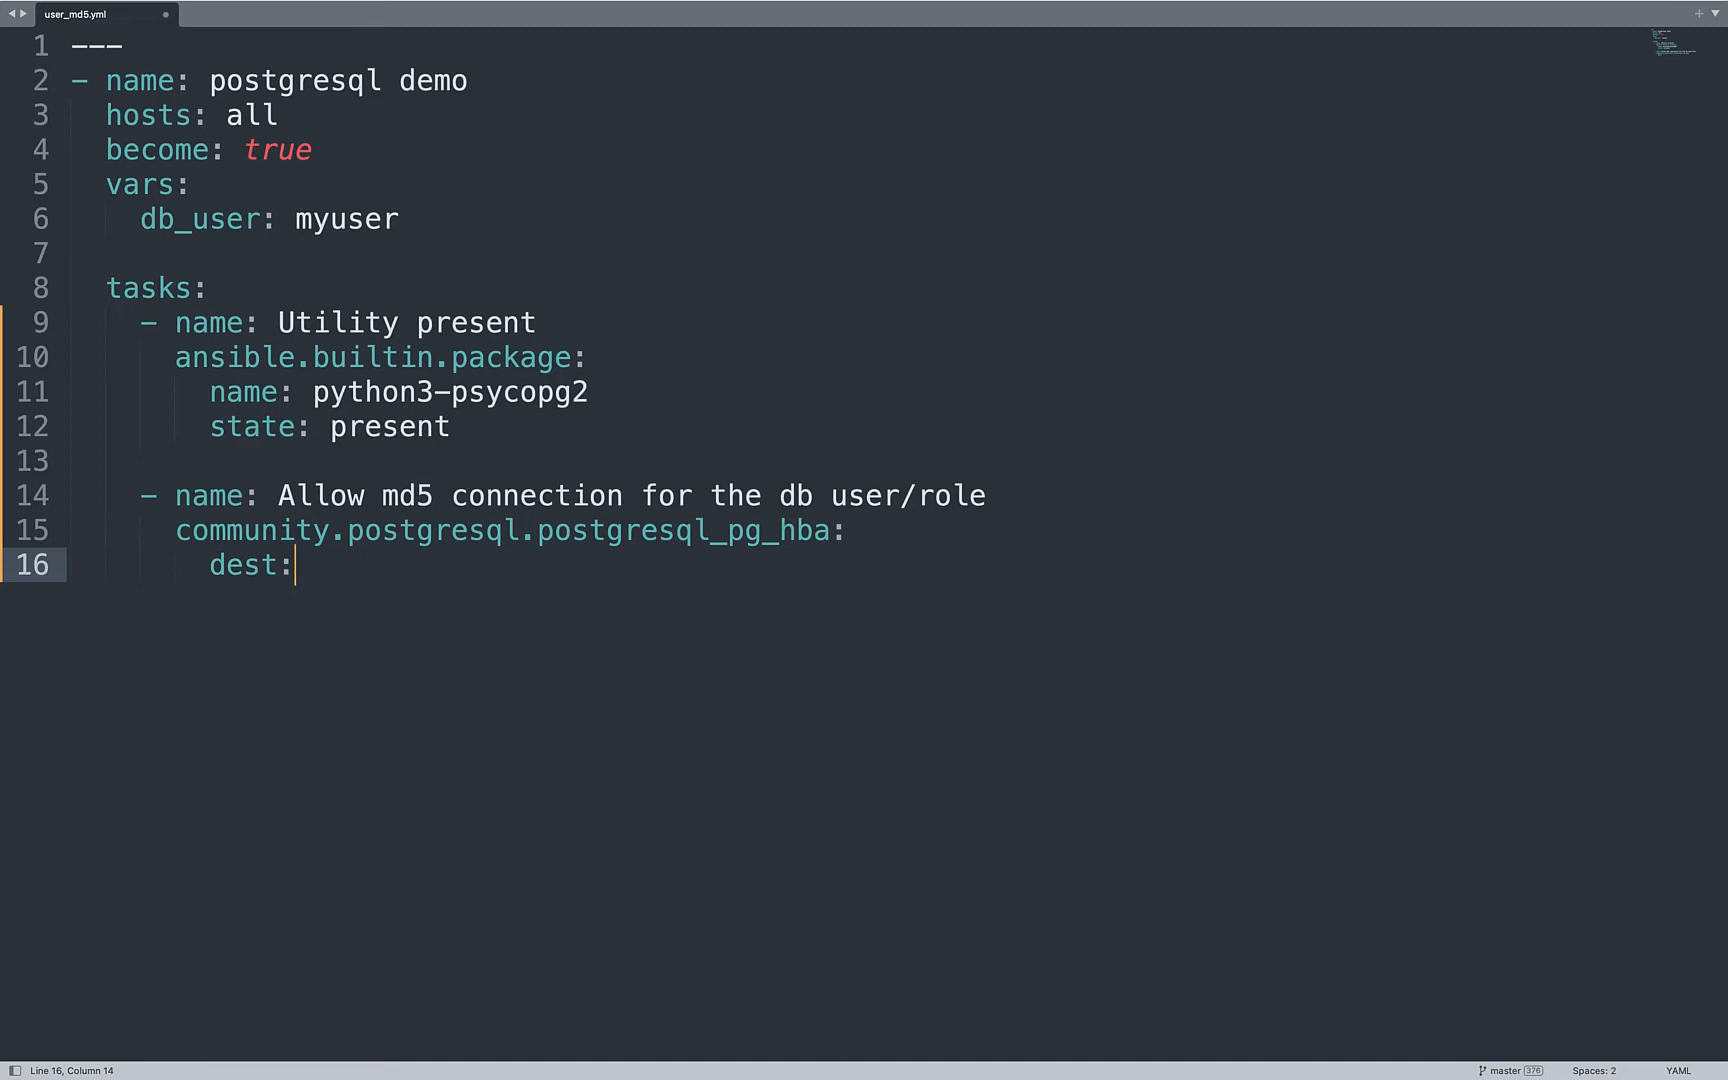 user_md5.yml
1 ---
2 - name: postgresql demo
3 hosts: all
4 become: true
5 vars:
6 db_user: myuser
7
8 tasks:
9 - name: Utility present
10 ansible.builtin.package:
11 name: python3-psycopg2
12 state: present
13
14 - name: Allow md5 connection for the db user/role
15 community.postgresql.postgresql_pg_hba:
16 dest:
Line 16, Column 14 master 376 Spaces: 2 YAML